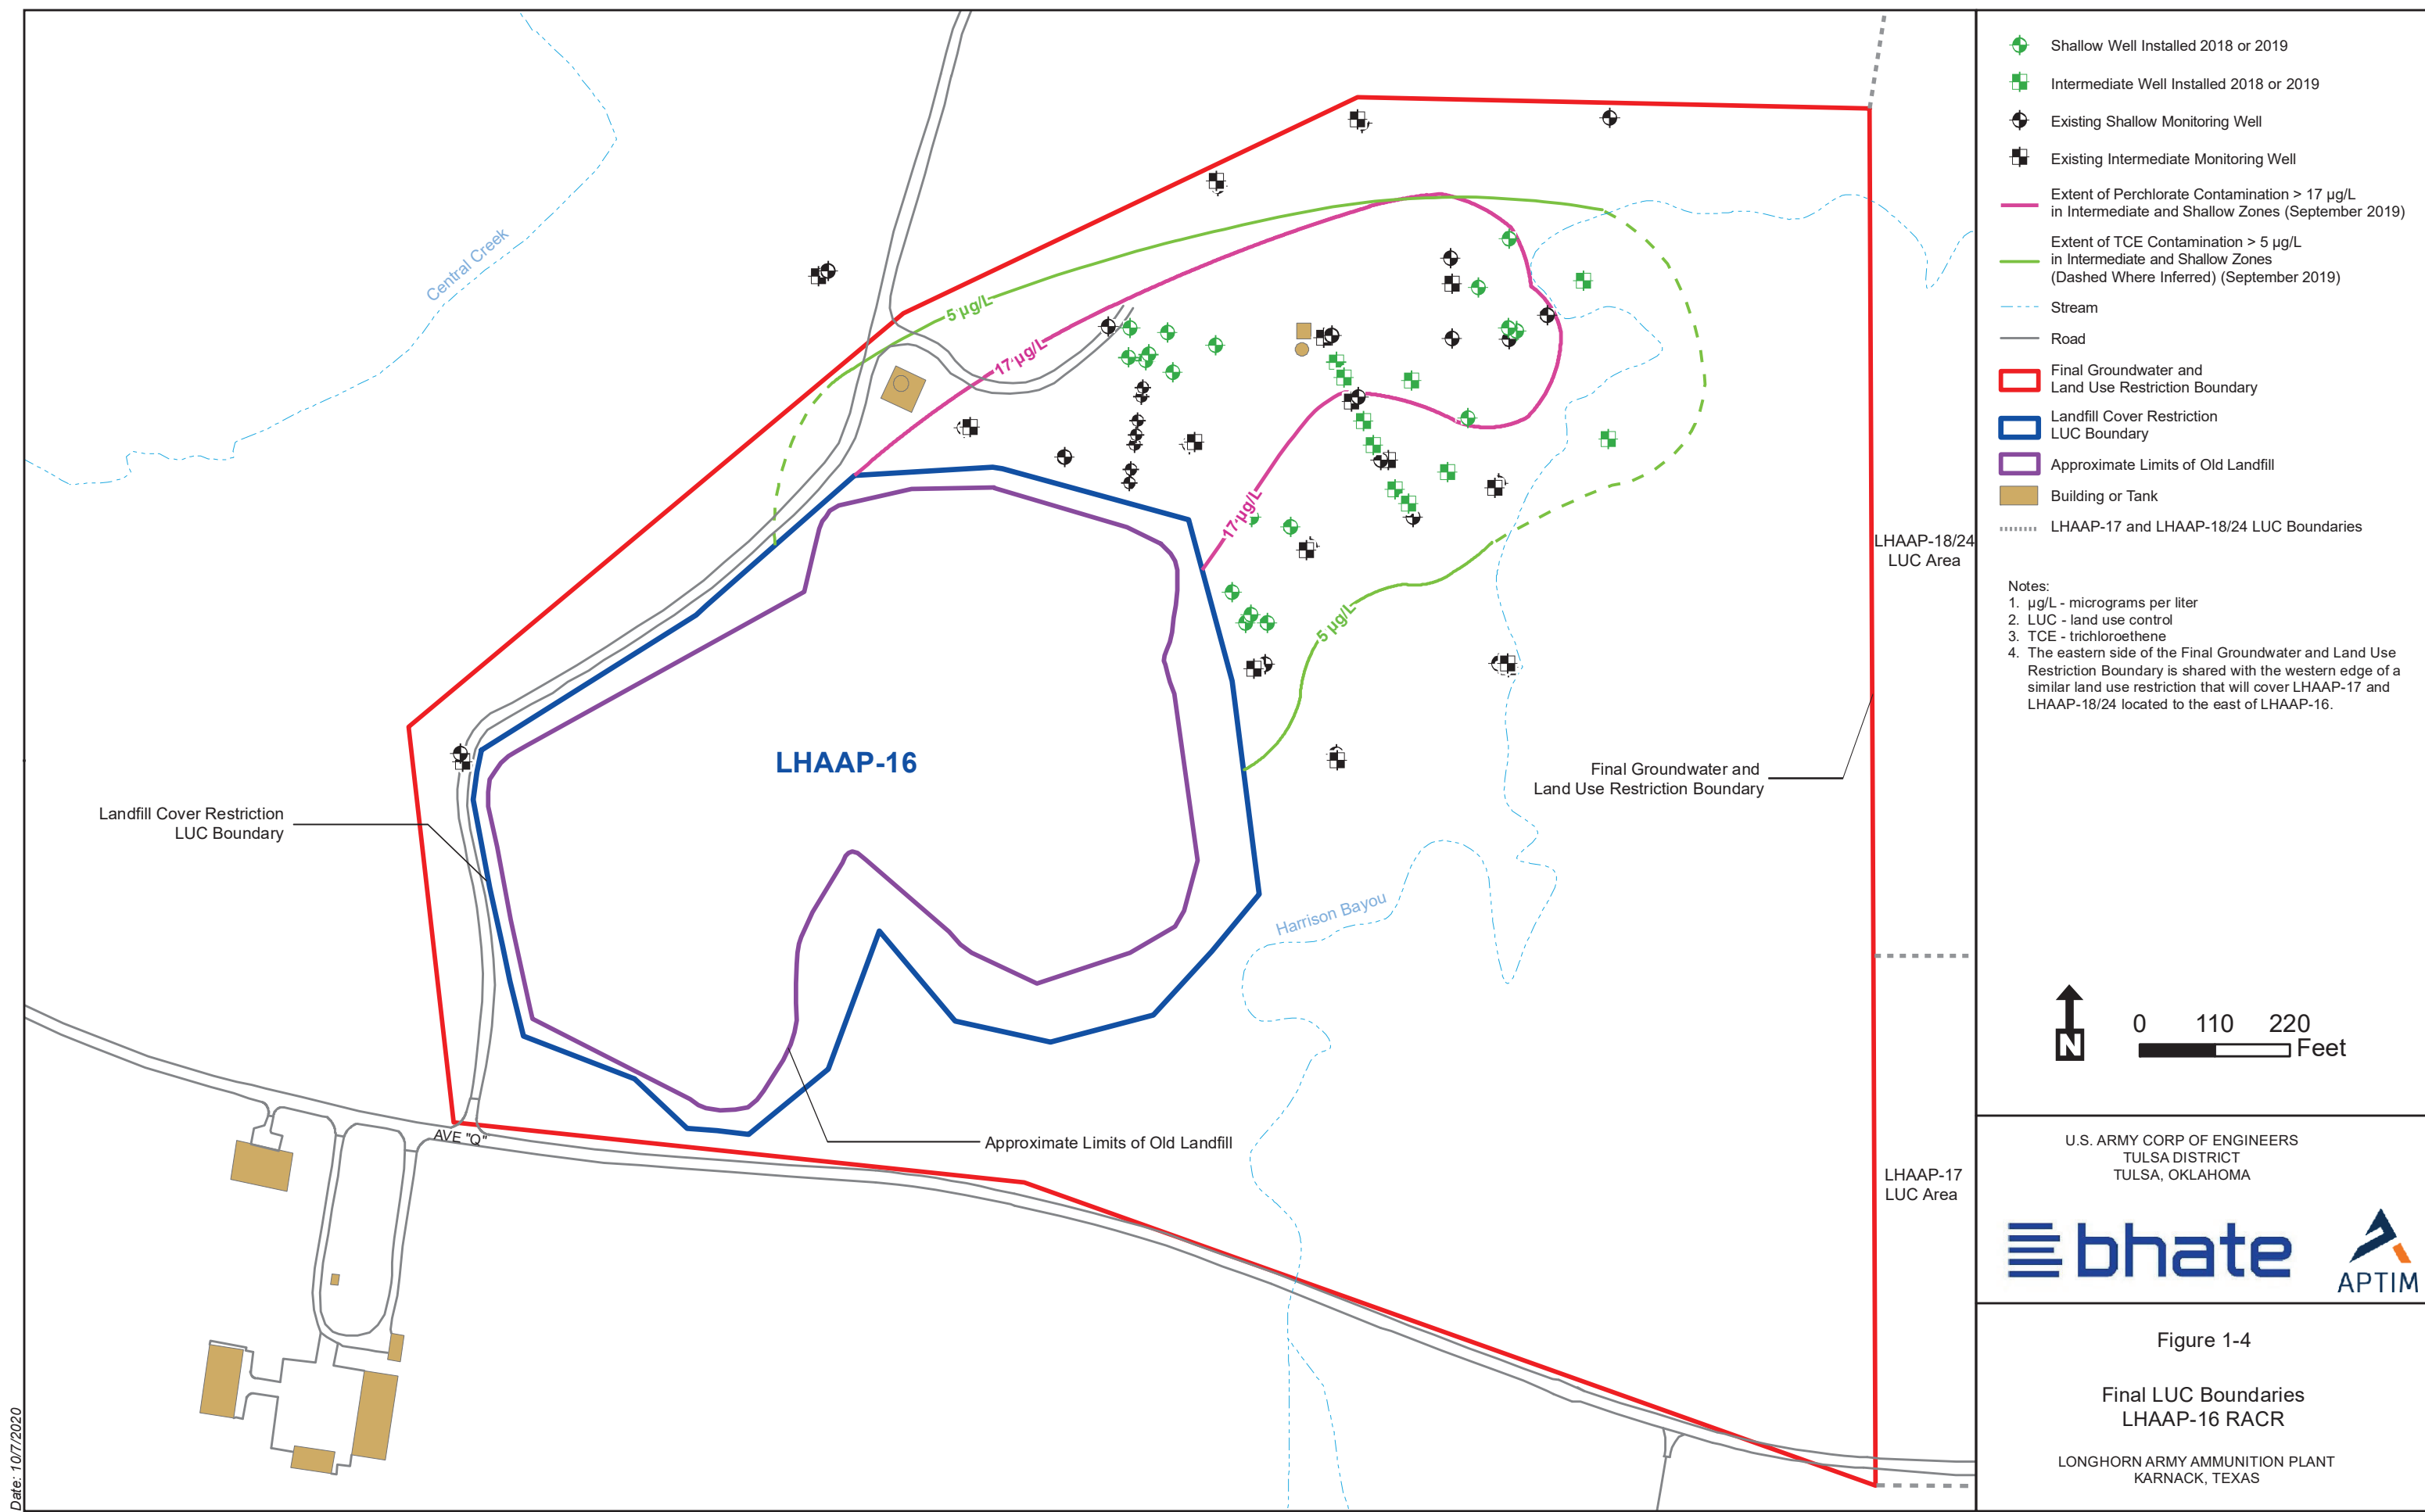 Central Creek
5 µg/L
17 µg/L
17 µg/L
5 µg/L
LHAAP-16
Landfill Cover Restriction
LUC Boundary
Final Groundwater and
Land Use Restriction Boundary
Harrison Bayou
Approximate Limits of Old Landfill
AVE "Q"
LHAAP-18/24
LUC Area
LHAAP-17
LUC Area
Date: 10/7/2020
Shallow Well Installed 2018 or 2019
Intermediate Well Installed 2018 or 2019
Existing Shallow Monitoring Well
Existing Intermediate Monitoring Well
Extent of Perchlorate Contamination > 17 µg/L
in Intermediate and Shallow Zones (September 2019)
Extent of TCE Contamination > 5 µg/L
in Intermediate and Shallow Zones
(Dashed Where Inferred) (September 2019)
Stream
Road
Final Groundwater and
Land Use Restriction Boundary
Landfill Cover Restriction
LUC Boundary
Approximate Limits of Old Landfill
Building or Tank
LHAAP-17 and LHAAP-18/24 LUC Boundaries
Notes:
1. µg/L - micrograms per liter
2. LUC - land use control
3. TCE - trichloroethene
4. The eastern side of the Final Groundwater and Land Use
Restriction Boundary is shared with the western edge of a
similar land use restriction that will cover LHAAP-17 and
LHAAP-18/24 located to the east of LHAAP-16.
N
0 110 220
Feet
U.S. ARMY CORP OF ENGINEERS
TULSA DISTRICT
TULSA, OKLAHOMA
bhate
APTIM
Figure 1-4
Final LUC Boundaries
LHAAP-16 RACR
LONGHORN ARMY AMMUNITION PLANT
KARNACK, TEXAS